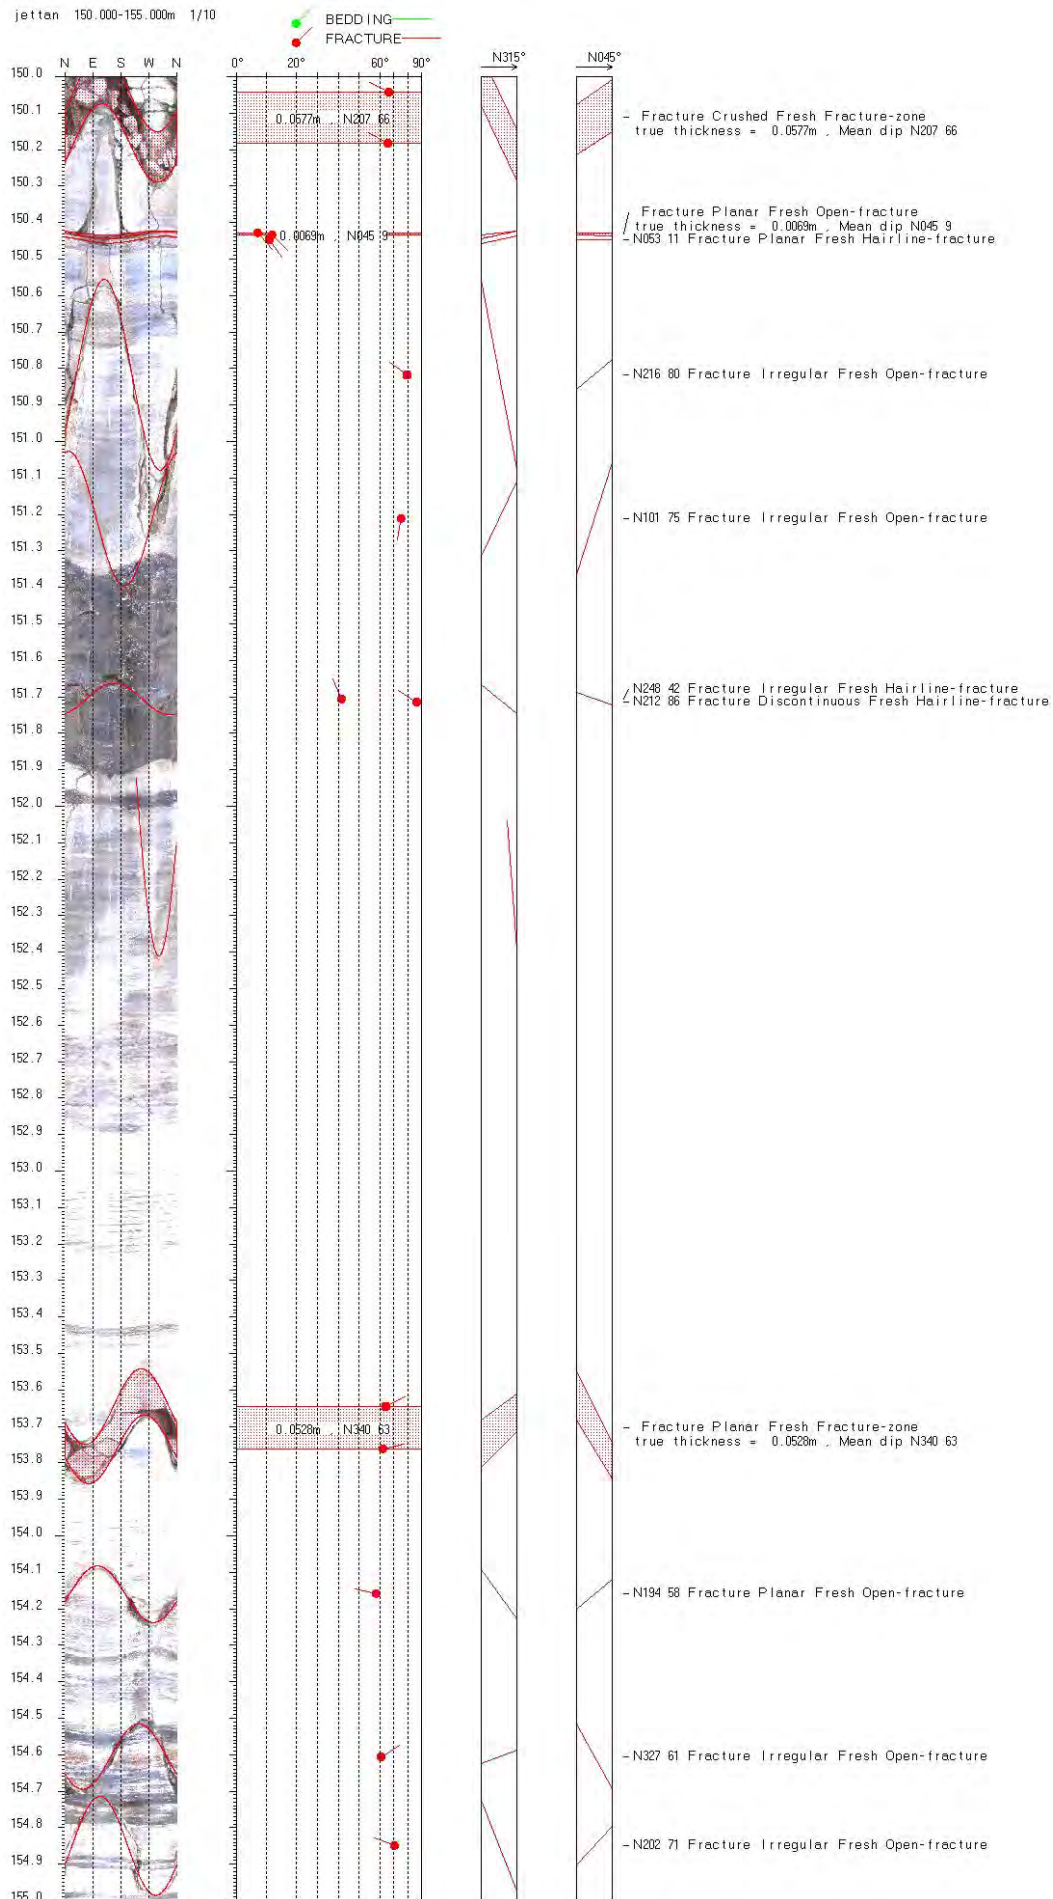 jettan 150.000-155.000m 1/10
BEDDING
FRACTURE
N E S W N
0° 20° 60° 90°
N315°
N045°
150.0
150.1
Fracture Crushed Fresh Fracture-zone
0.0577m , N207 66
true thickness = 0.0577m , Mean dip N207 66
150.2
150.3
150.4
Fracture Planar Fresh Open-fracture
true thickness = 0.0069m , Mean dip N045 9
0.0069m , N045 9
N053 11 Fracture Planar Fresh Hairline-fracture
150.5
150.6
150.7
150.8
N216 80 Fracture Irregular Fresh Open-fracture
150.9
151.0
151.1
151.2
N101 75 Fracture Irregular Fresh Open-fracture
151.3
151.4
151.5
151.6
N248 42 Fracture Irregular Fresh Hairline-fracture
151.7
N212 86 Fracture Discontinuous Fresh Hairline-fracture
151.8
151.9
152.0
152.1
152.2
152.3
152.4
152.5
152.6
152.7
152.8
152.9
153.0
153.1
153.2
153.3
153.4
153.5
153.6
153.7
Fracture Planar Fresh Fracture-zone
0.0528m , N340 63
true thickness = 0.0528m , Mean dip N340 63
153.8
153.9
154.0
154.1
N194 58 Fracture Planar Fresh Open-fracture
154.2
154.3
154.4
154.5
154.6
N327 61 Fracture Irregular Fresh Open-fracture
154.7
154.8
N202 71 Fracture Irregular Fresh Open-fracture
154.9
155.0